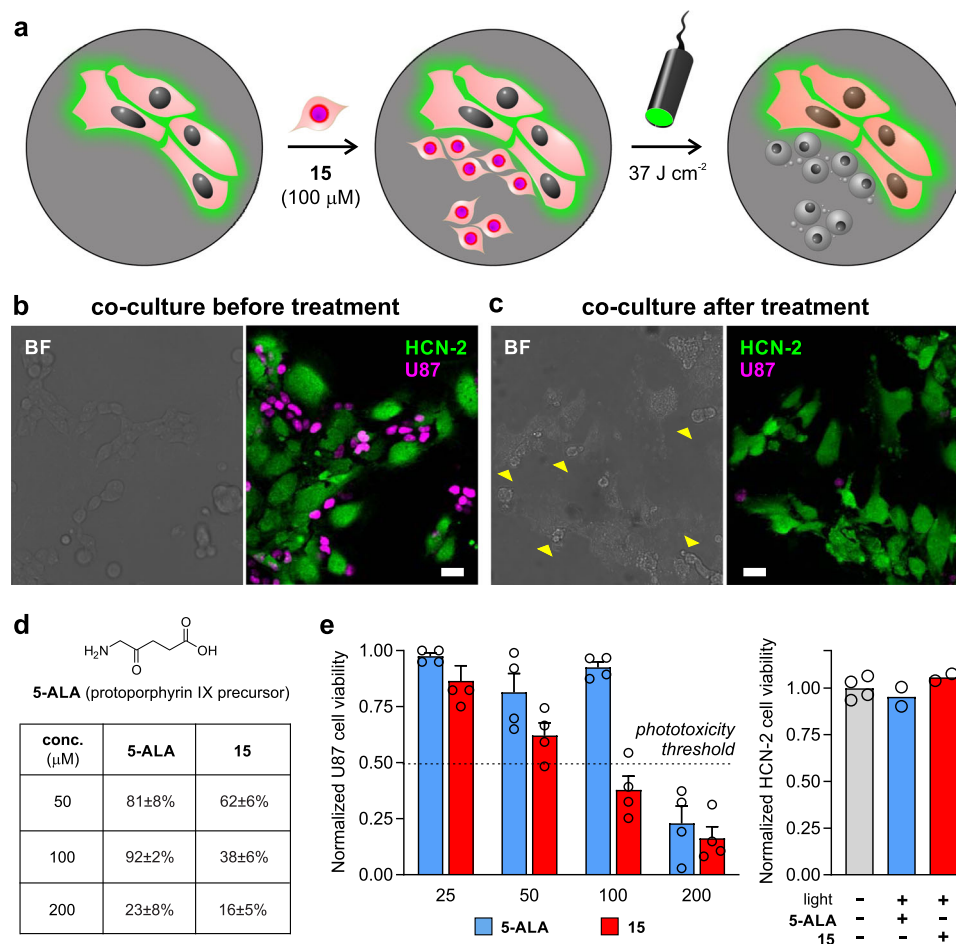 a
15
(100 μM)
37 J cm⁻²
b co-culture before treatment
BF
HCN-2
U87
c co-culture after treatment
BF
HCN-2
U87
d
H₂N
O
O
OH
5-ALA (protoporphyrin IX precursor)
conc. (μM) 5-ALA 15
50 81±8% 62±6%
100 92±2% 38±6%
200 23±8% 16±5%
e
Normalized U87 cell viability
1.00
0.75
0.50
0.25
0.00
phototoxicity
threshold
25 50 100 200
5-ALA 15
Normalized HCN-2 cell viability
1.00
0.75
0.50
0.25
0.00
light - + +
5-ALA - + -
15 - - +